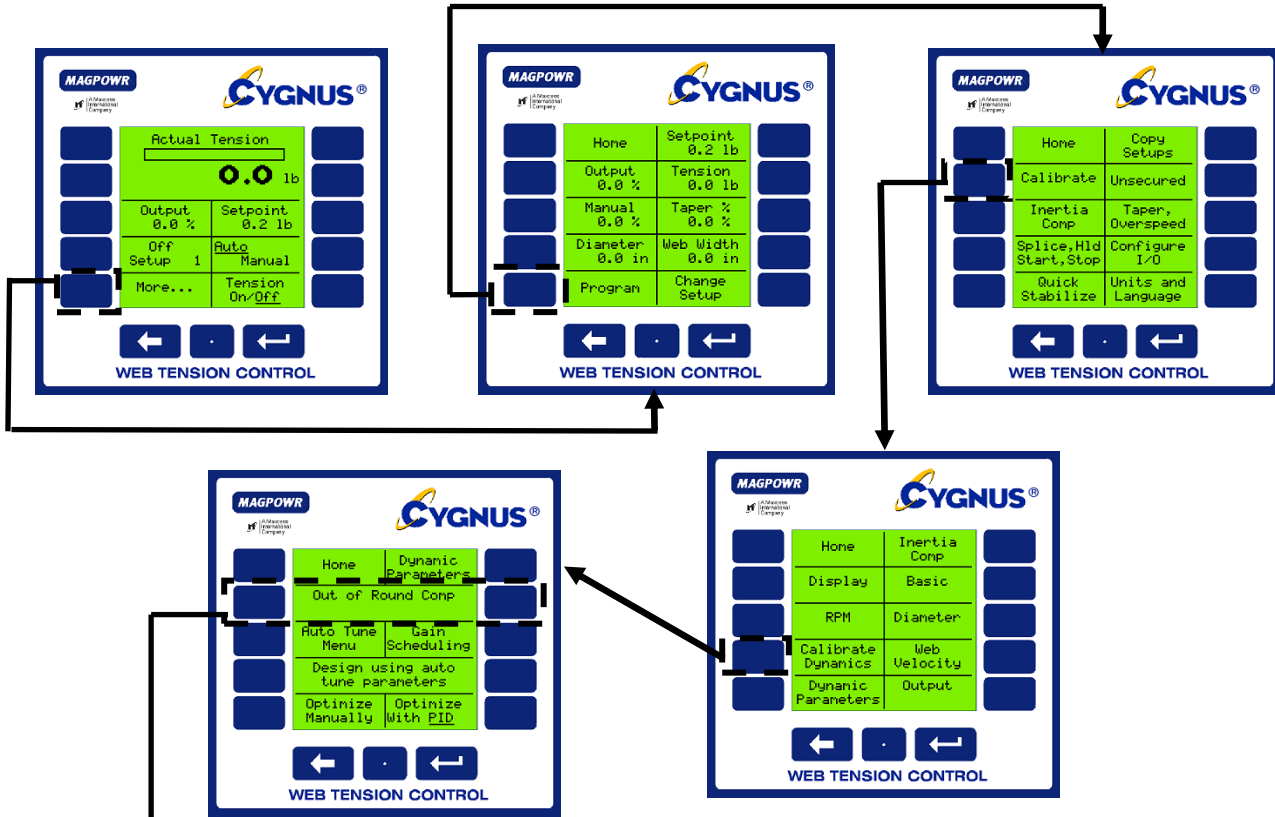 MAGPOWR
A Maxcess
International
Company
CYGNUS®
Actual Tension
0.0 lb
Output
0.0 %
Setpoint
0.2 lb
Off
Setup 1
Auto
Manual
More...
Tension
On/Off
WEB TENSION CONTROL
MAGPOWR
A Maxcess
International
Company
CYGNUS®
Home
Setpoint
0.2 lb
Output
0.0 %
Tension
0.0 lb
Manual
0.0 %
Taper %
0.0 %
Diameter
0.0 in
Web Width
0.0 in
Program
Change
Setup
WEB TENSION CONTROL
MAGPOWR
A Maxcess
International
Company
CYGNUS®
Home
Copy
Setups
Calibrate
Unsecured
Inertia
Comp
Taper,
Overspeed
Splice,Hld
Start,Stop
Configure
I/O
Quick
Stabilize
Units and
Language
WEB TENSION CONTROL
MAGPOWR
A Maxcess
International
Company
CYGNUS®
Home
Dynamic
Parameters
Out of Round Comp
Auto Tune
Menu
Gain
Scheduling
Design using auto
tune parameters
Optimize
Manually
Optimize
With PID
WEB TENSION CONTROL
MAGPOWR
A Maxcess
International
Company
CYGNUS®
Home
Inertia
Comp
Display
Basic
RPM
Diameter
Calibrate
Dynamics
Web
Velocity
Dynamic
Parameters
Output
WEB TENSION CONTROL